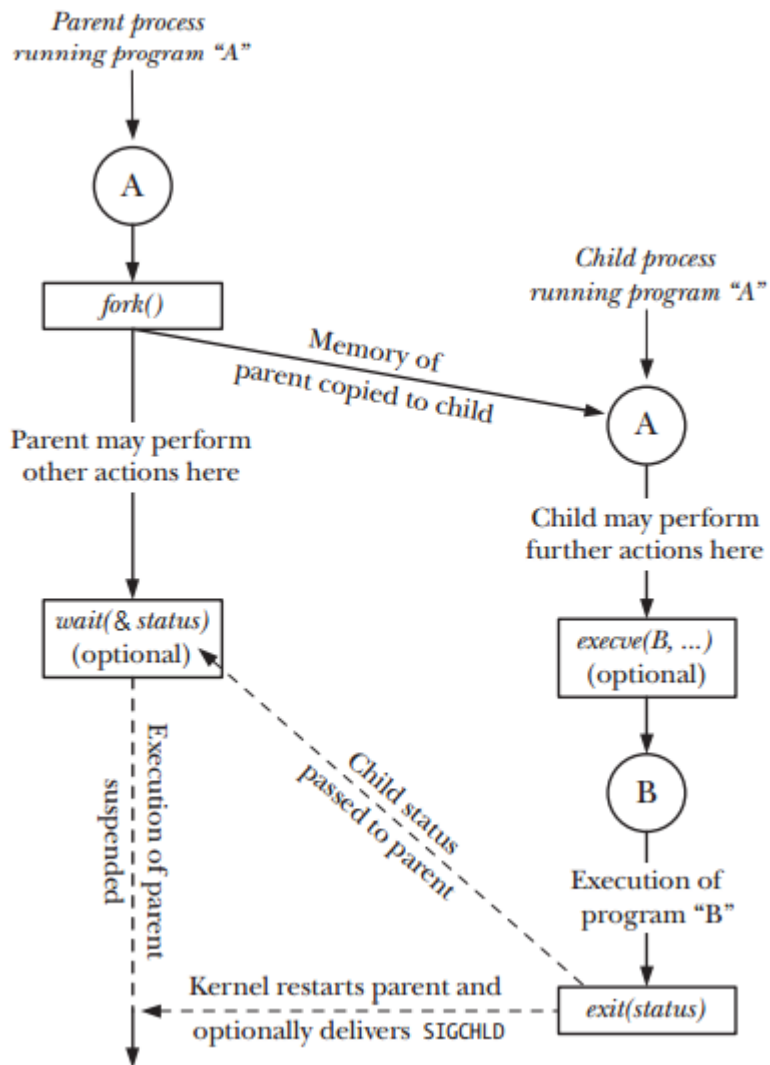 Parent process
running program “A”
A
fork()
Child process
running program “A”
Memory of
parent copied to child
A
Parent may perform
other actions here
Child may perform
further actions here
wait(& status)
(optional)
execve(B, ...)
(optional)
B
Execution of parent
suspended
Child status
passed to parent
Execution of
program “B”
Kernel restarts parent and
optionally delivers SIGCHLD
exit(status)